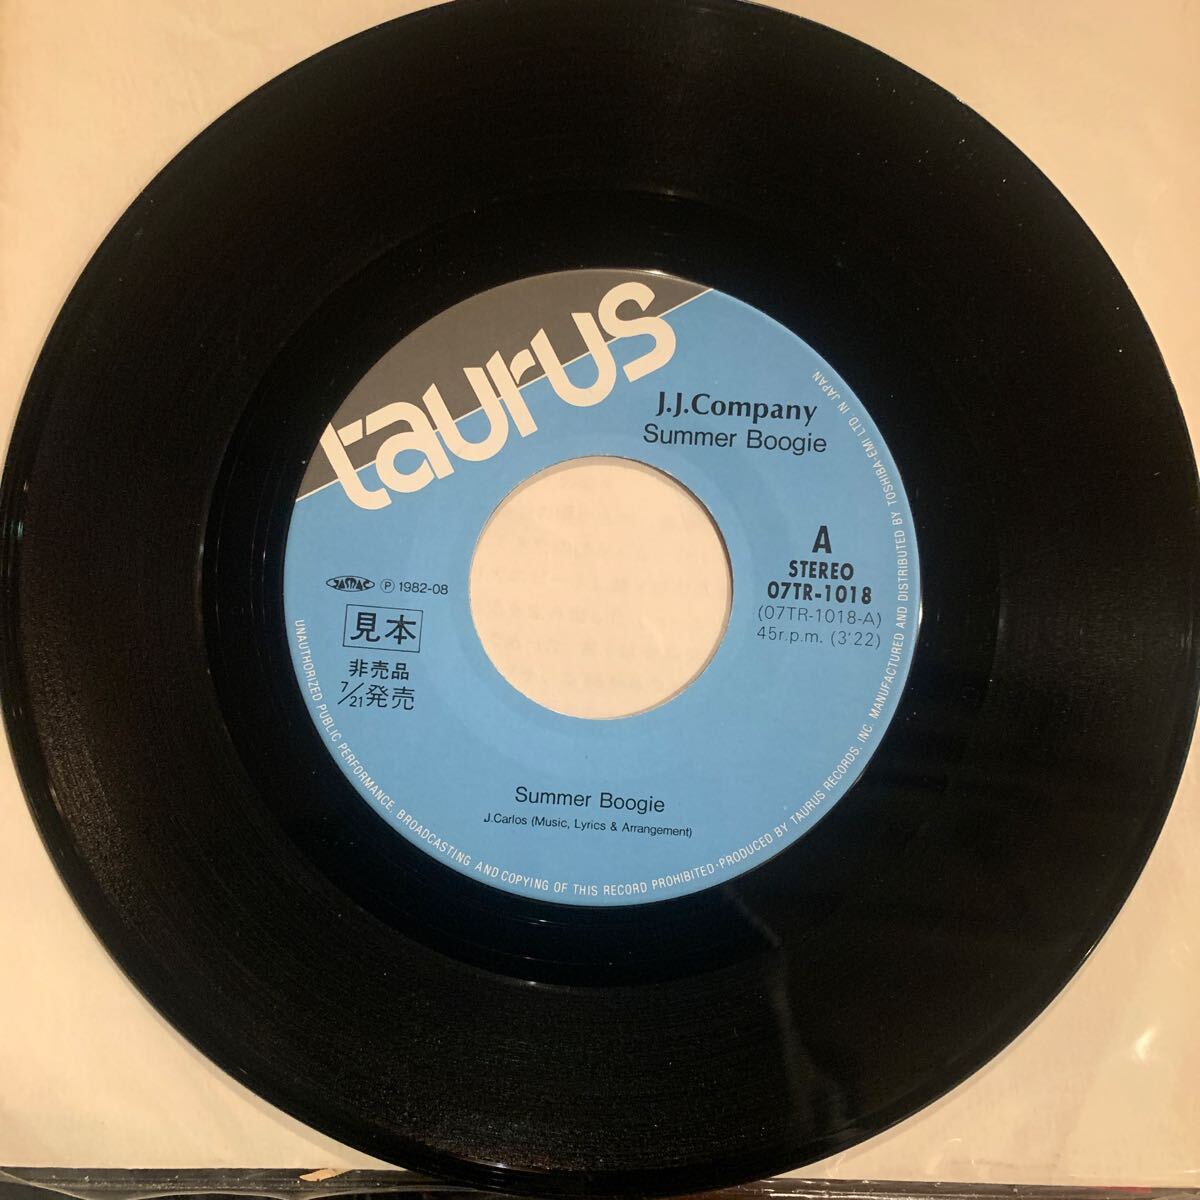 taurus
J.J.Company
Summer Boogie
A
STEREO
07TR-1018
(07TR-1018-A)
45r.p.m. (3'22)
JASRAC Ⓟ 1982-08
見本
非売品
7/21発売
Summer Boogie
J.Carlos (Music, Lyrics & Arrangement)
UNAUTHORIZED PUBLIC PERFORMANCE, BROADCASTING AND COPYING OF THIS RECORD PROHIBITED·PRODUCED BY TAURUS RECORDS, INC. MANUFACTURED AND DISTRIBUTED BY TOSHIBA-EMI LTD. IN JAPAN